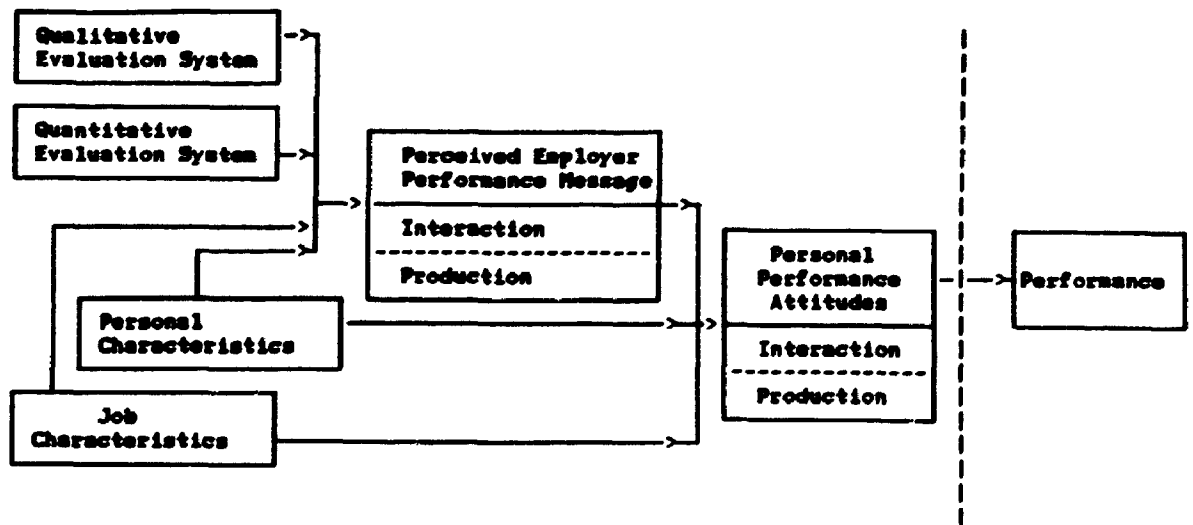 Qualitative
Evaluation System
Quantitative
Evaluation System
Perceived Employer
Performance Message
Interaction
Production
Personal
Characteristics
Job
Characteristics
Personal
Performance
Attitudes
Interaction
Production
Performance